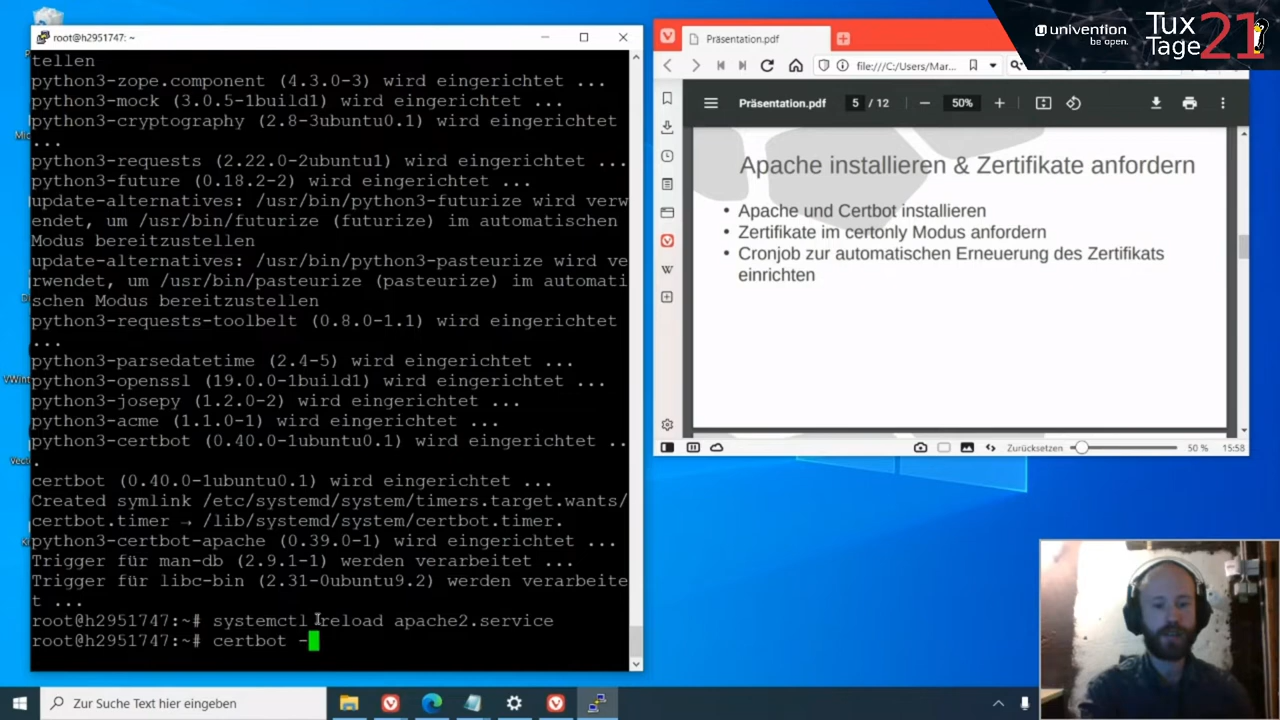 root@h2951747: ~
tellen
python3-zope.component (4.3.0-3) wird eingerichtet ...
python3-mock (3.0.5-1build1) wird eingerichtet ...
python3-cryptography (2.8-3ubuntu0.1) wird eingerichtet
...
python3-requests (2.22.0-2ubuntu1) wird eingerichtet ...
python3-future (0.18.2-2) wird eingerichtet ...
update-alternatives: /usr/bin/python3-futurize wird verw
endet, um /usr/bin/futurize (futurize) im automatischen
Modus bereitzustellen
update-alternatives: /usr/bin/python3-pasteurize wird ve
rwendet, um /usr/bin/pasteurize (pasteurize) im automati
schen Modus bereitzustellen
python3-requests-toolbelt (0.8.0-1.1) wird eingerichtet
...
python3-parsedatetime (2.4-5) wird eingerichtet ...
python3-openssl (19.0.0-1build1) wird eingerichtet ...
python3-josepy (1.2.0-2) wird eingerichtet ...
python3-acme (1.1.0-1) wird eingerichtet ...
python3-certbot (0.40.0-1ubuntu0.1) wird eingerichtet ..
.
certbot (0.40.0-1ubuntu0.1) wird eingerichtet ...
Created symlink /etc/systemd/system/timers.target.wants/
certbot.timer → /lib/systemd/system/certbot.timer.
python3-certbot-apache (0.39.0-1) wird eingerichtet ...
Trigger für man-db (2.9.1-1) werden verarbeitet ...
Trigger für libc-bin (2.31-0ubuntu9.2) werden verarbeite
t ...
root@h2951747:~# systemctl reload apache2.service
root@h2951747:~# certbot -
Präsentation.pdf
file:///C:/Users/Mar...
Präsentation.pdf 5 / 12 50%
Apache installieren & Zertifikate anfordern
• Apache und Certbot installieren
• Zertifikate im certonly Modus anfordern
• Cronjob zur automatischen Erneuerung des Zertifikats
einrichten
Zurücksetzen 50 % 15:58
univention
be open.
Tux
Tage
21
Zur Suche Text hier eingeben